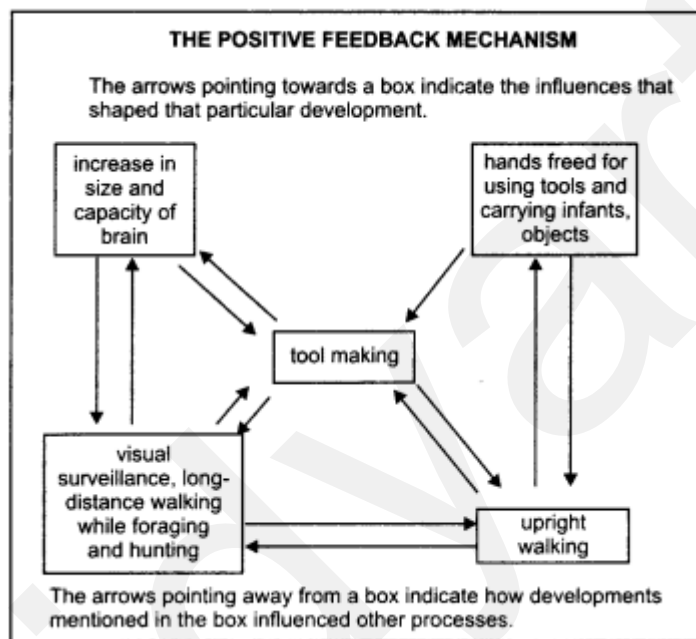 THE POSITIVE FEEDBACK MECHANISM
The arrows pointing towards a box indicate the influences that
shaped that particular development.
increase in
size and
capacity of
brain
hands freed for
using tools and
carrying infants,
objects
tool making
visual
surveillance, long-
distance walking
while foraging
and hunting
upright
walking
The arrows pointing away from a box indicate how developments
mentioned in the box influenced other processes.